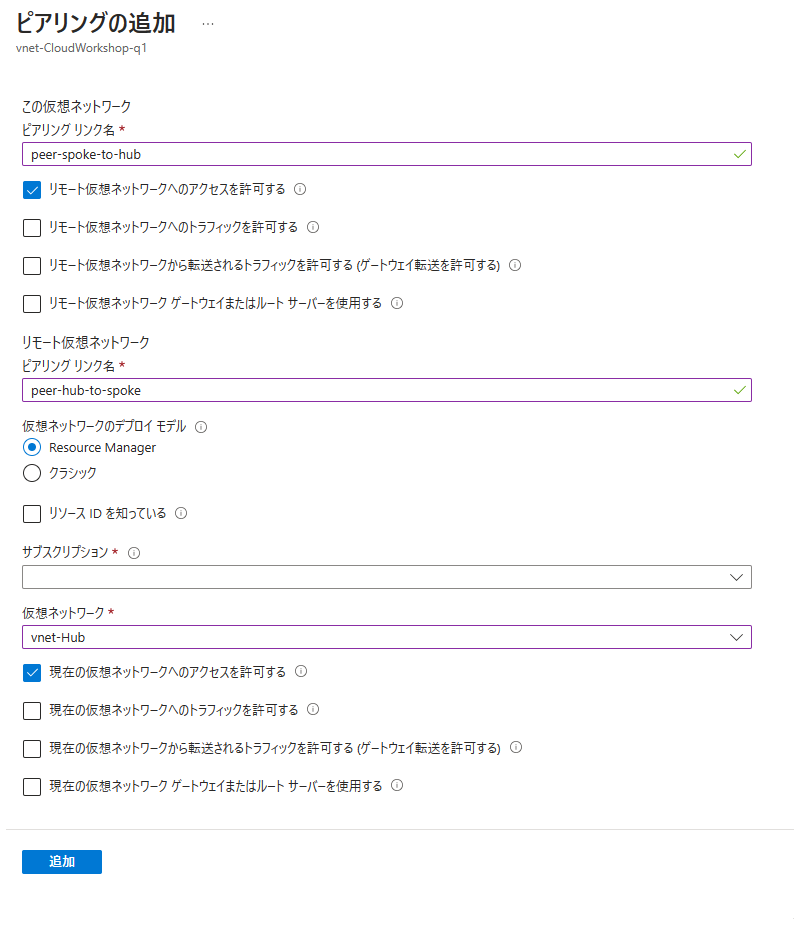 ピアリングの追加 …
vnet-CloudWorkshop-q1
この仮想ネットワーク
ピアリング リンク名 *
peer-spoke-to-hub
リモート仮想ネットワークへのアクセスを許可する
リモート仮想ネットワークへのトラフィックを許可する
リモート仮想ネットワークから転送されるトラフィックを許可する (ゲートウェイ転送を許可する)
リモート仮想ネットワーク ゲートウェイまたはルート サーバーを使用する
リモート仮想ネットワーク
ピアリング リンク名 *
peer-hub-to-spoke
仮想ネットワークのデプロイ モデル
Resource Manager
クラシック
リソース ID を知っている
サブスクリプション *
仮想ネットワーク *
vnet-Hub
現在の仮想ネットワークへのアクセスを許可する
現在の仮想ネットワークへのトラフィックを許可する
現在の仮想ネットワークから転送されるトラフィックを許可する (ゲートウェイ転送を許可する)
現在の仮想ネットワーク ゲートウェイまたはルート サーバーを使用する
追加